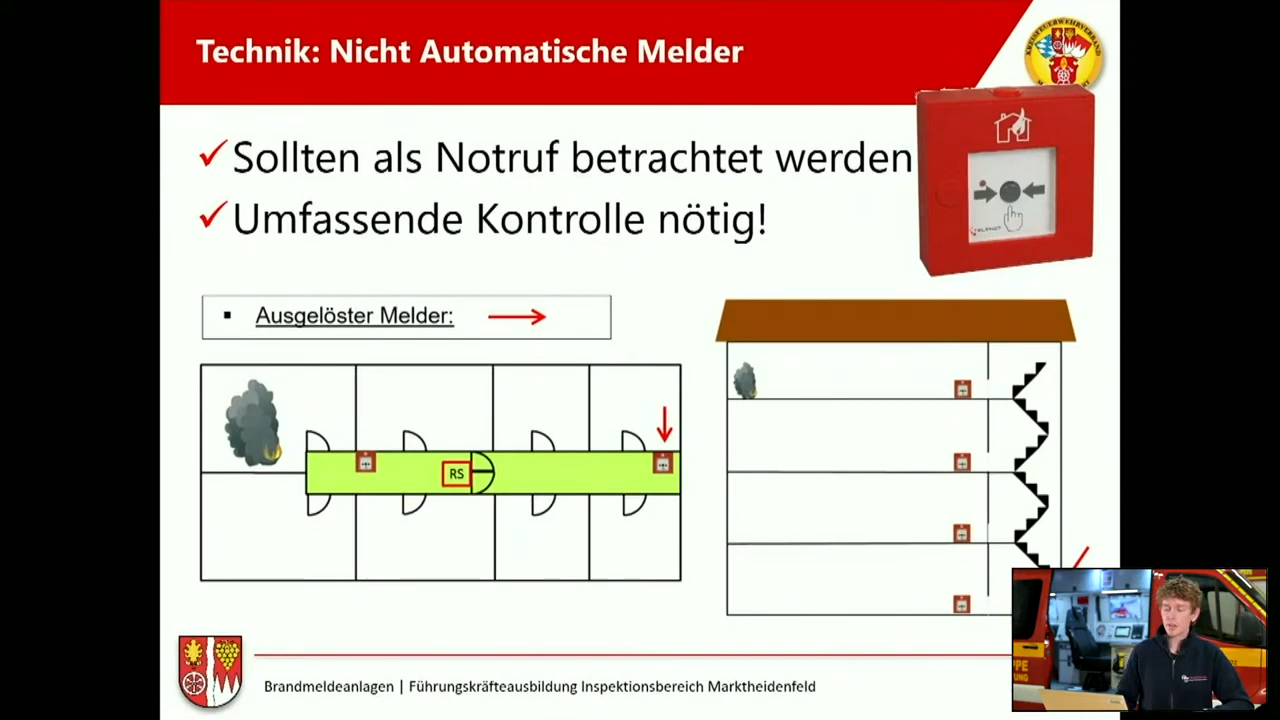 Technik: Nicht Automatische Melder
Sollten als Notruf betrachtet werden
Umfassende Kontrolle nötig!
Ausgelöster Melder:
RS
Brandmeldeanlagen | Führungskräfteausbildung Inspektionsbereich Marktheidenfeld